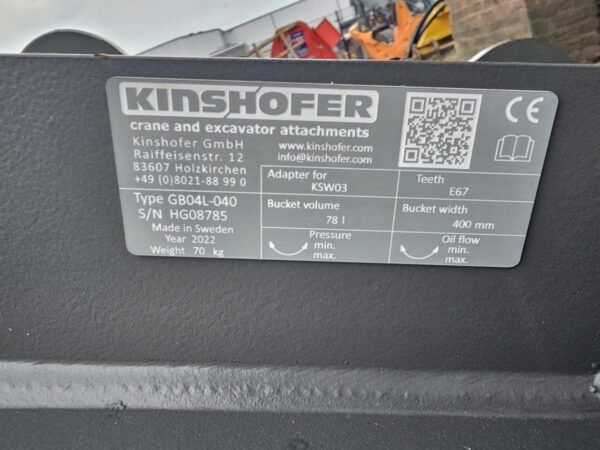 KINSHOFER
crane and excavator attachments
Kinshofer GmbH
Raiffeisenstr. 12
83607 Holzkirchen
+49 (0)8021-88 99 0
www.kinshofer.com
info@kinshofer.com
CE
Type GB04L-040
S/N HG08785
Made in Sweden
Year 2022
Weight 70 kg
Adapter for
KSW03
Teeth
E67
Bucket volume
78 l
Bucket width
400 mm
Pressure
min.
max.
Oil flow
min.
max.